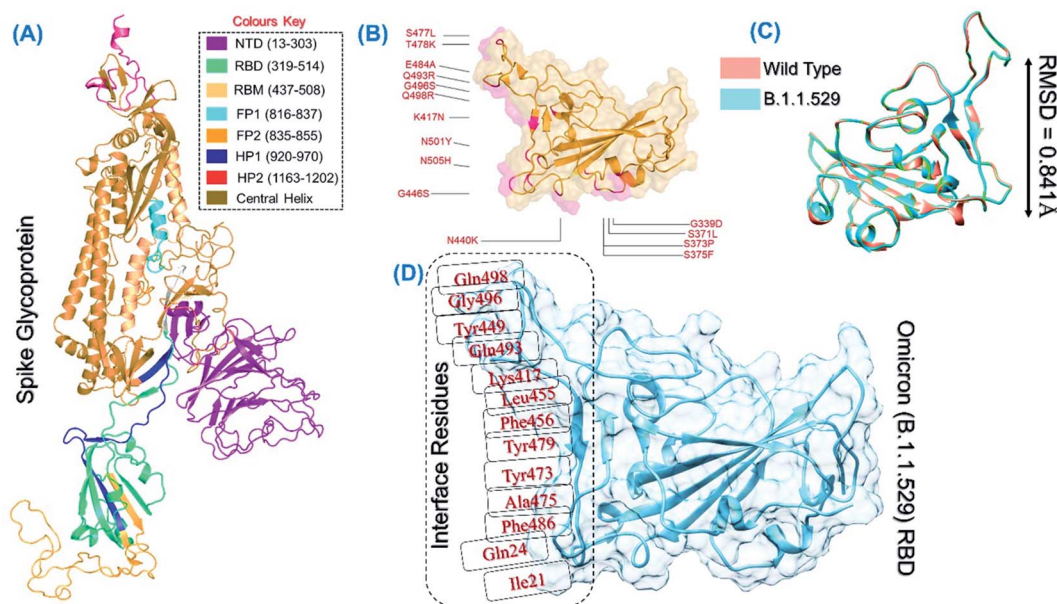 (A)
Colours Key
NTD (13-303)
RBD (319-514)
RBM (437-508)
FP1 (816-837)
FP2 (835-855)
HP1 (920-970)
HP2 (1163-1202)
Central Helix
Spike Glycoprotein
(B)
S477L
T478K
E484A
Q493R
G496S
Q498R
K417N
N501Y
N505H
G446S
N440K
G339D
S371L
S373P
S375F
(C)
Wild Type
B.1.1.529
RMSD = 0.841Å
(D)
Interface Residues
Gln498
Gly496
Tyr449
Gln493
Lys417
Leu455
Phe456
Tyr479
Tyr473
Ala475
Phe486
Gln24
Ile21
Omicron (B.1.1.529) RBD